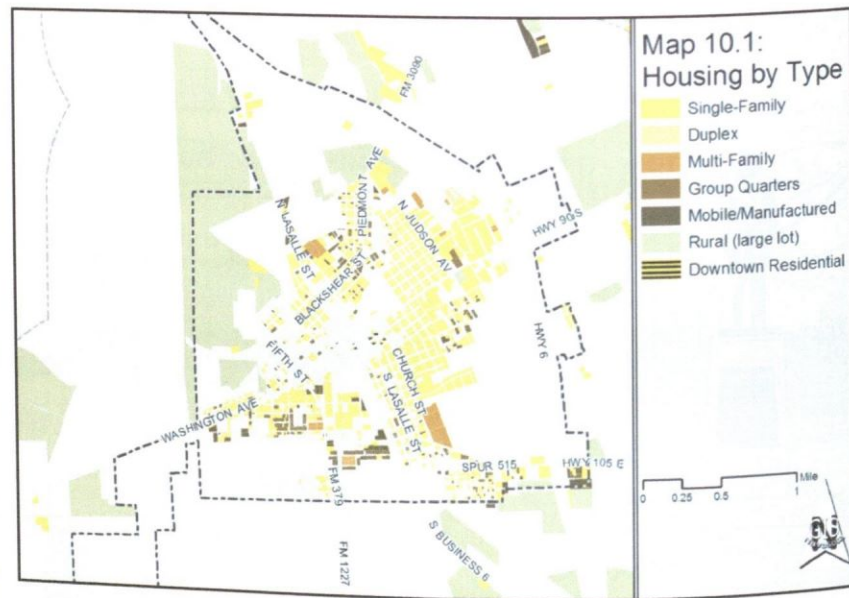 Map 10.1:
Housing by Type
Single-Family
Duplex
Multi-Family
Group Quarters
Mobile/Manufactured
Rural (large lot)
Downtown Residential
FM 3090
PIEDMONT AVE
N LASALLE ST
N JUDSON AV
HWY 90 S
BLACKSHEAR ST
HWY 6
FIFTH ST
CHURCH ST
S LASALLE ST
WASHINGTON AVE
SPUR 515
HWY 105 E
FM 379
S BUSINESS 6
FM 1227
Mile
0 0.25 0.5 1